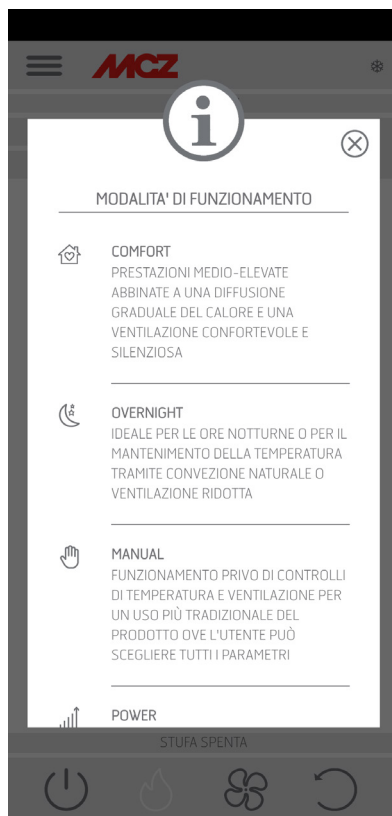 MCZ
MODALITA' DI FUNZIONAMENTO
COMFORT
PRESTAZIONI MEDIO-ELEVATE
ABBINATE A UNA DIFFUSIONE
GRADUALE DEL CALORE E UNA
VENTILAZIONE CONFORTEVOLE E
SILENZIOSA
OVERNIGHT
IDEALE PER LE ORE NOTTURNE O PER IL
MANTENIMENTO DELLA TEMPERATURA
TRAMITE CONVEZIONE NATURALE O
VENTILAZIONE RIDOTTA
MANUAL
FUNZIONAMENTO PRIVO DI CONTROLLI
DI TEMPERATURA E VENTILAZIONE PER
UN USO PIÙ TRADIZIONALE DEL
PRODOTTO OVE L'UTENTE PUÒ
SCEGLIERE TUTTI I PARAMETRI
POWER
STUFA SPENTA